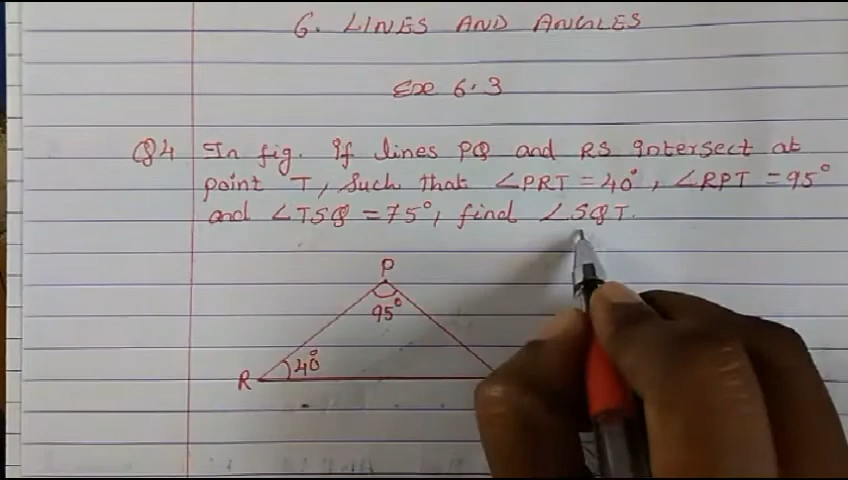 6. LINES AND ANGLES
Ex 6.3
Q4 In fig. if lines PQ and RS intersect at
point T, such that ∠PRT = 40°, ∠RPT = 95°
and ∠TSQ = 75°, find ∠SQT.
P
95°
R 40°